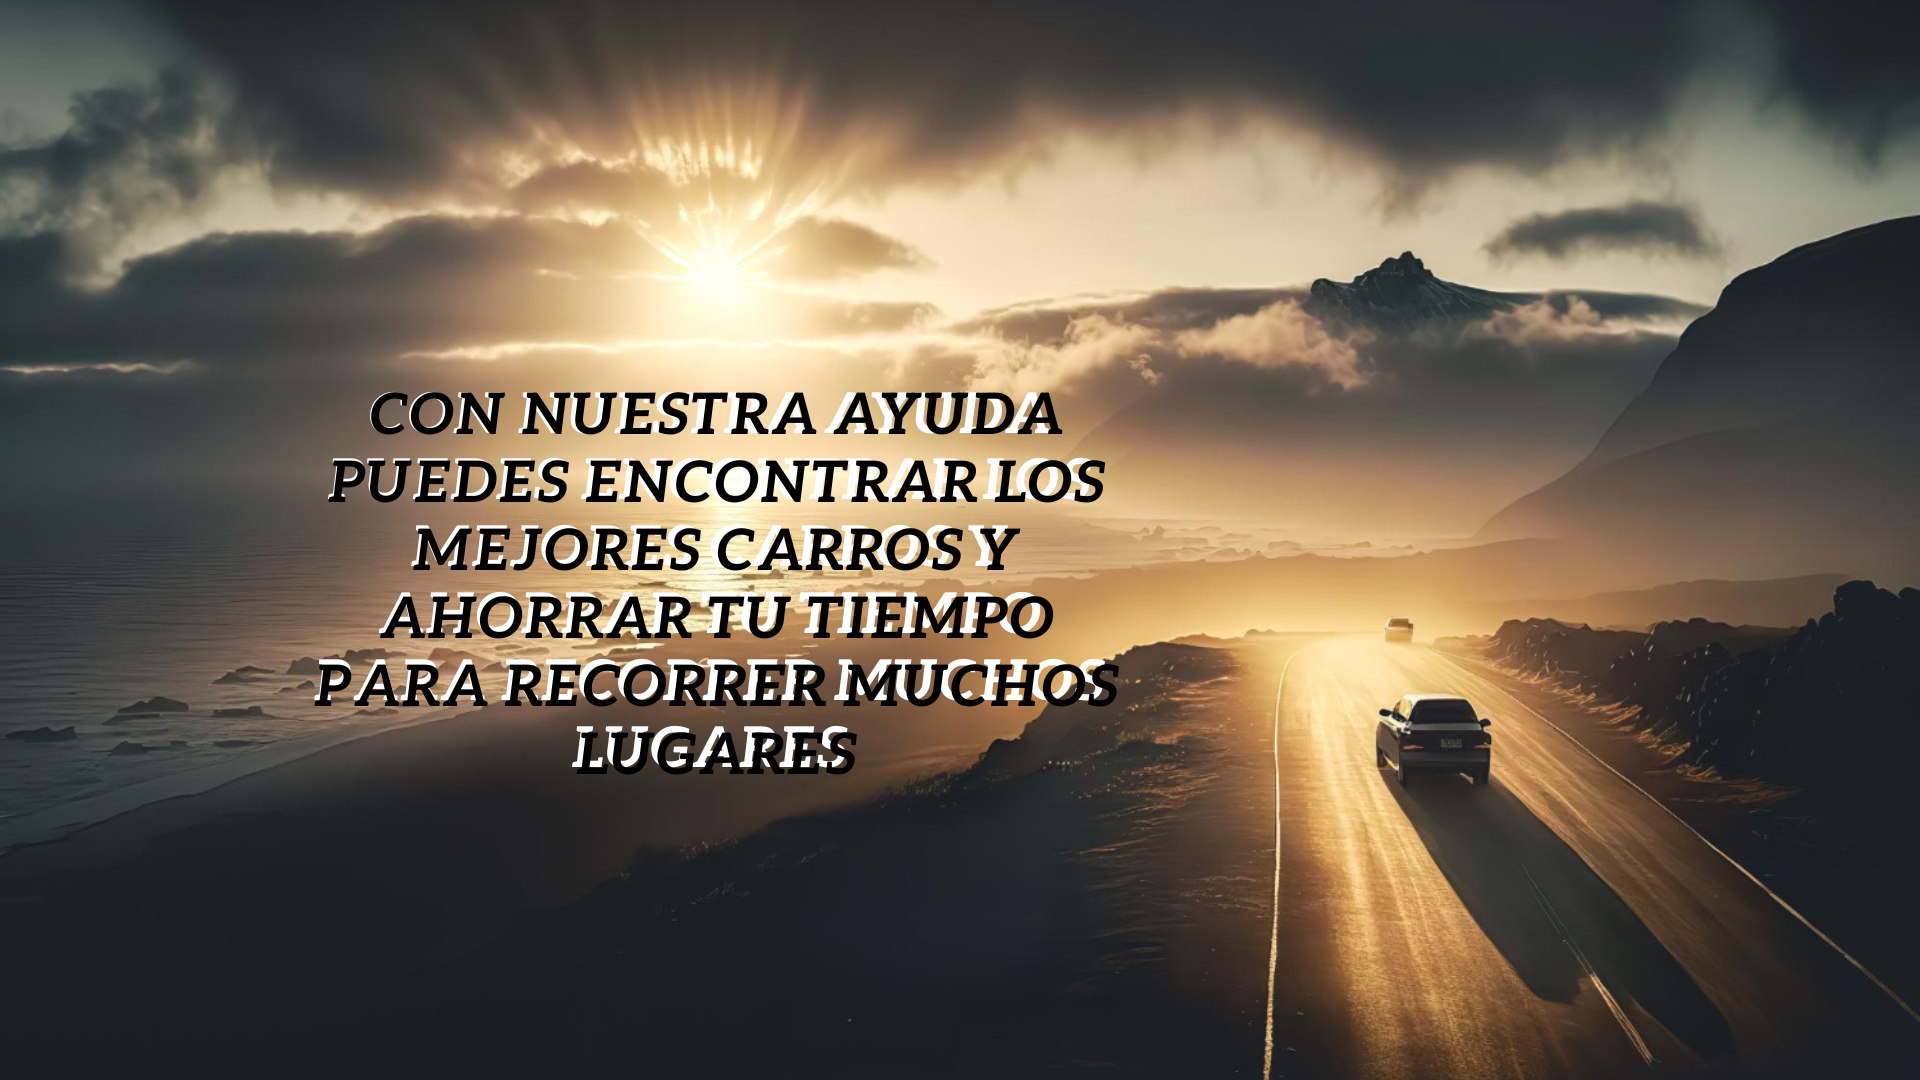 CON NUESTRA AYUDA
PUEDES ENCONTRAR LOS
MEJORES CARROS Y
AHORRAR TU TIEMPO
PARA RECORRER MUCHOS
LUGARES